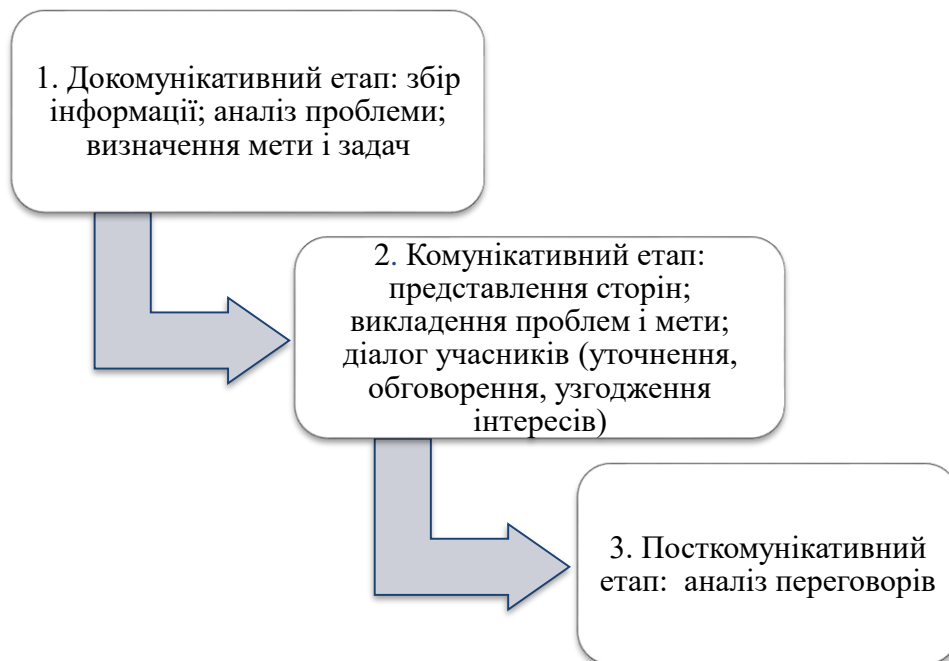 1. Докомунікативний етап: збір
інформації; аналіз проблеми;
визначення мети і задач
2. Комунікативний етап:
представлення сторін;
викладення проблем і мети;
діалог учасників (уточнення,
обговорення, узгодження
інтересів)
3. Посткомунікативний
етап: аналіз переговорів